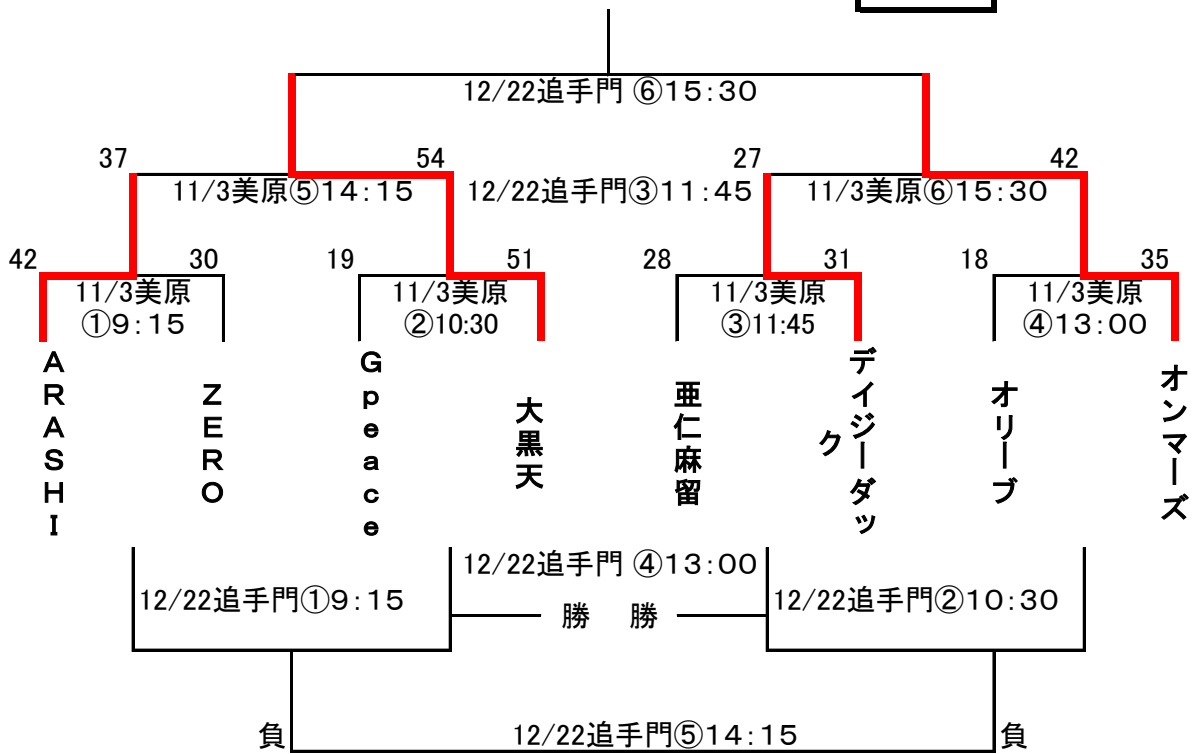 12/22追手門 ⑥15:30
37
54
27
42
11/3美原⑤14:15
12/22追手門③11:45
11/3美原⑥15:30
42
30
19
51
28
31
18
35
11/3美原
①9:15
11/3美原
②10:30
11/3美原
③11:45
11/3美原
④13:00
ARASHI
ZERO
Gpeace
大黒天
亜仁麻留
デイジーダッ
ク
オリーブ
オンマーズ
12/22追手門 ④13:00
12/22追手門①9:15
12/22追手門②10:30
勝 勝
負
12/22追手門⑤14:15
負